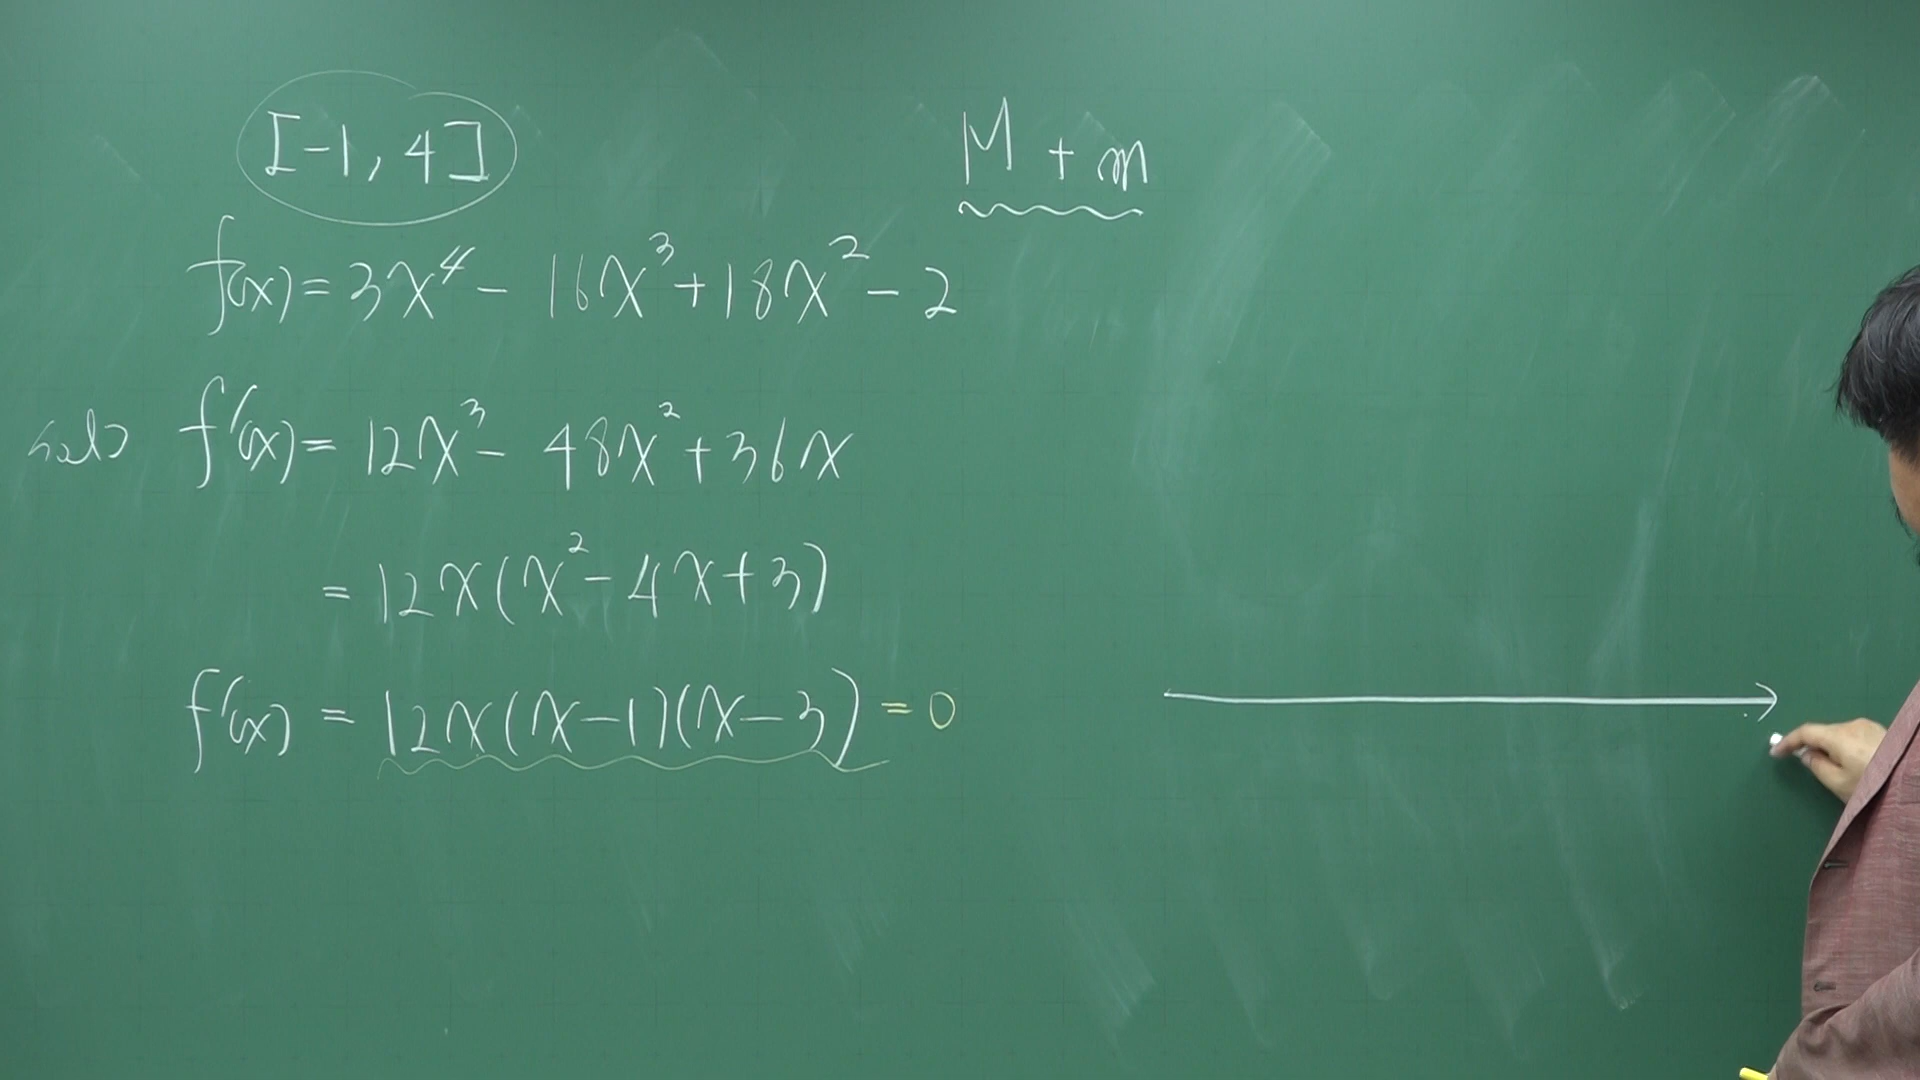 [-1, 4]
M + m
f(x) = 3x⁴ - 16x³ + 18x² - 2
sol) f'(x) = 12x³ - 48x² + 36x
= 12x(x² - 4x + 3)
f'(x) = 12x(x-1)(x-3) = 0